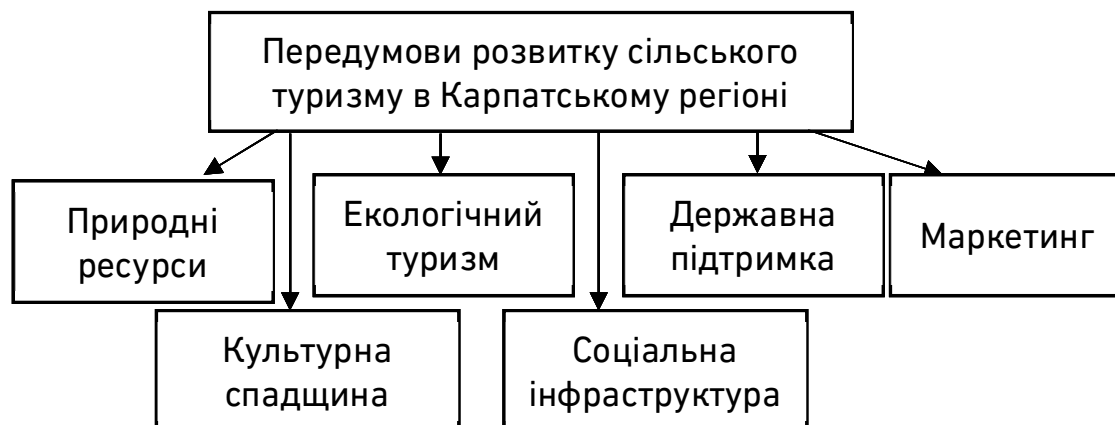 Передумови розвитку сільського
туризму в Карпатському регіоні
Природні
ресурси
Екологічний
туризм
Державна
підтримка
Маркетинг
Культурна
спадщина
Соціальна
інфраструктура